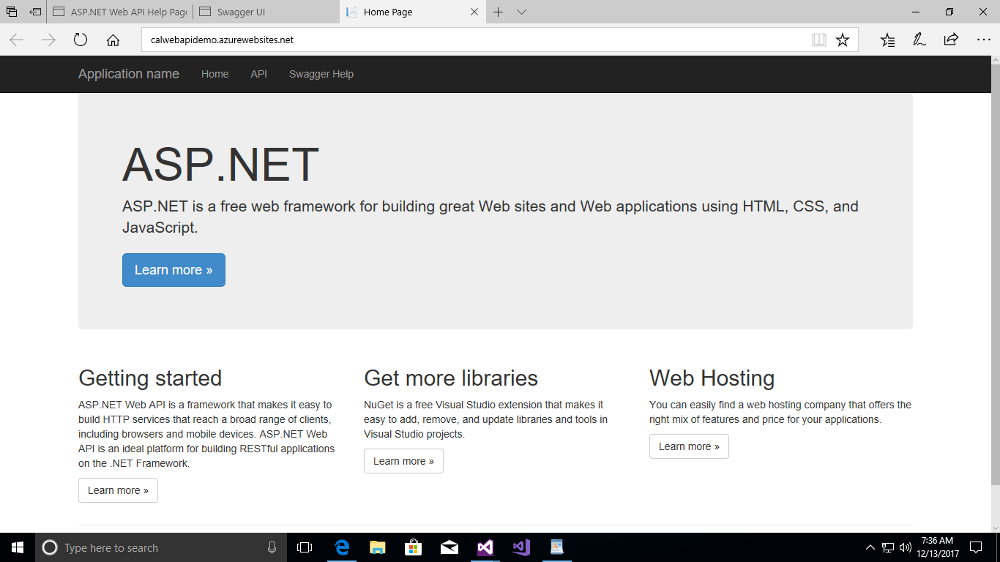 ASP.NET Web API Help Page
Swagger UI
Home Page
calwebapidemo.azurewebsites.net
Application name
Home
API
Swagger Help
ASP.NET
ASP.NET is a free web framework for building great Web sites and Web applications using HTML, CSS, and
JavaScript.
Learn more »
Getting started
ASP.NET Web API is a framework that makes it easy to
build HTTP services that reach a broad range of clients,
including browsers and mobile devices. ASP.NET Web
API is an ideal platform for building RESTful applications
on the .NET Framework.
Learn more »
Get more libraries
NuGet is a free Visual Studio extension that makes it
easy to add, remove, and update libraries and tools in
Visual Studio projects.
Learn more »
Web Hosting
You can easily find a web hosting company that offers the
right mix of features and price for your applications.
Learn more »
Type here to search
7:36 AM
12/13/2017